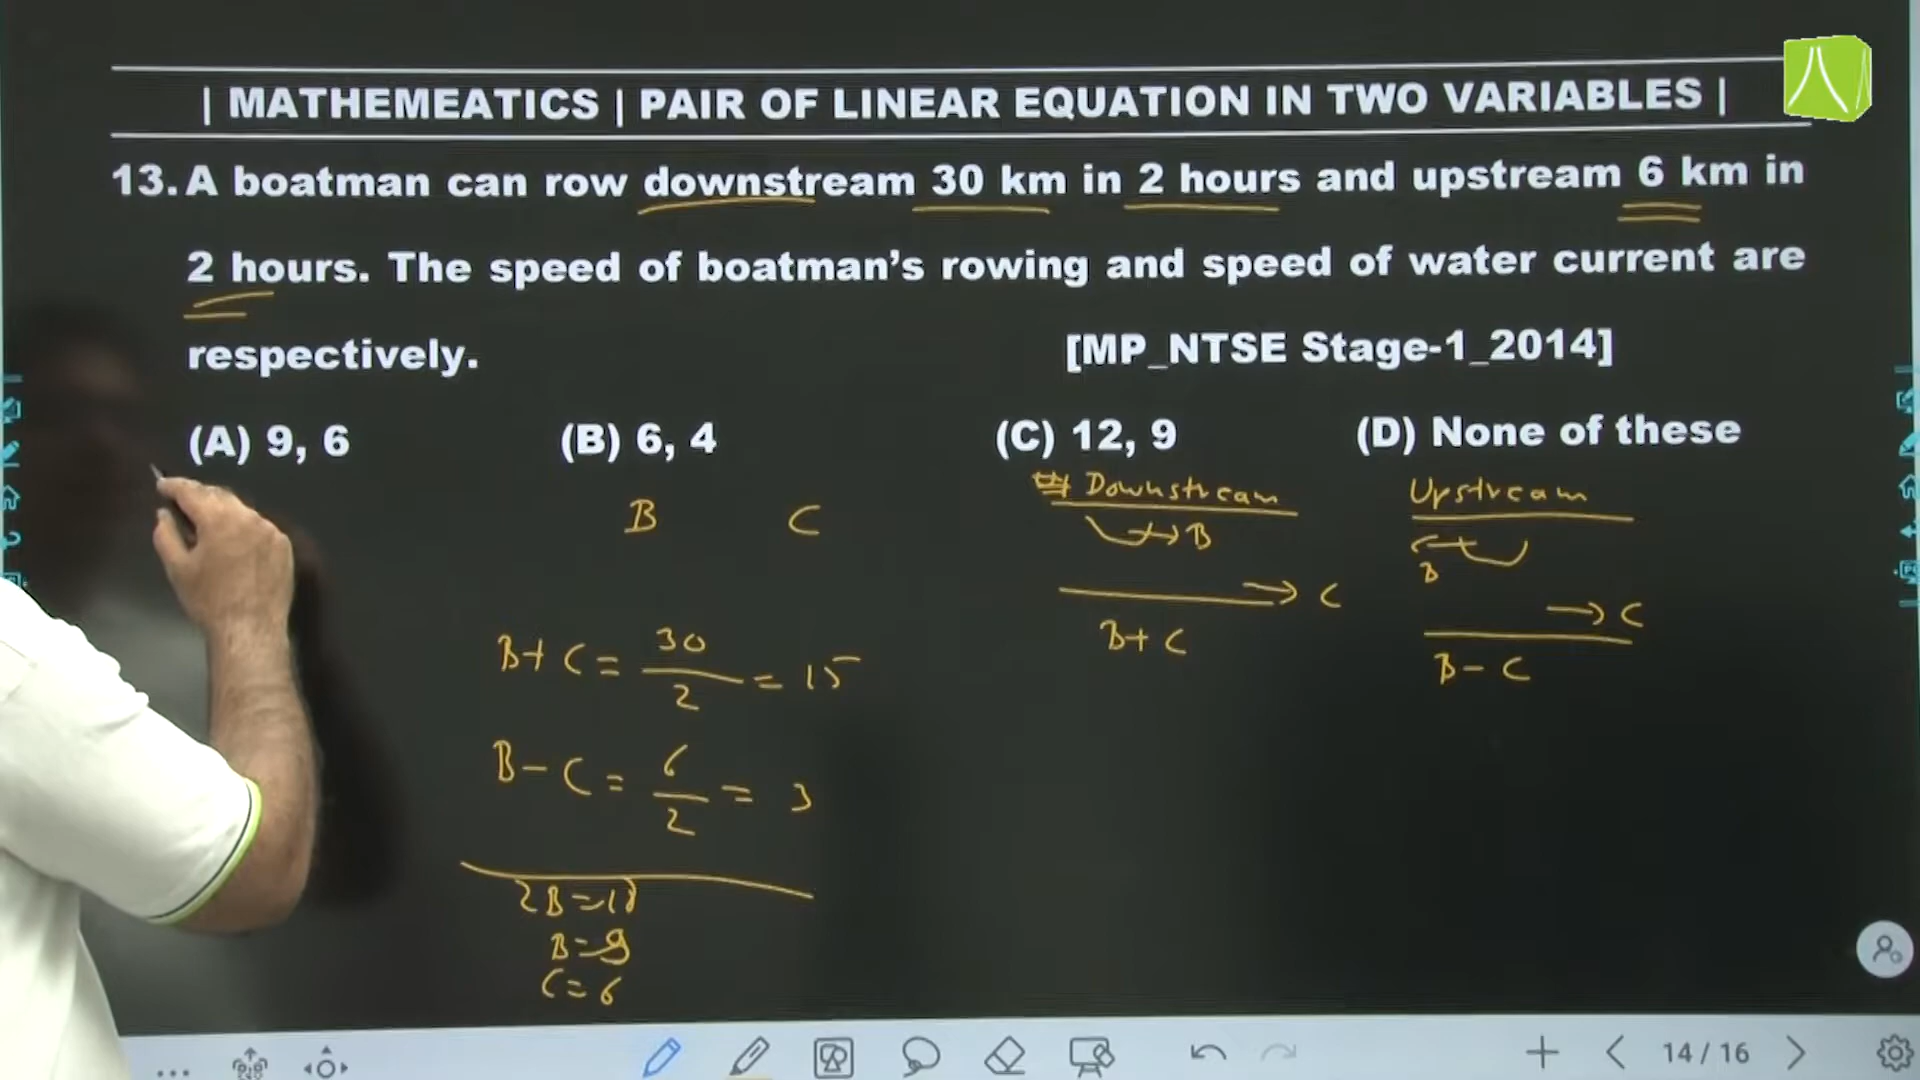 | MATHEMEATICS | PAIR OF LINEAR EQUATION IN TWO VARIABLES |
13. A boatman can row downstream 30 km in 2 hours and upstream 6 km in
2 hours. The speed of boatman's rowing and speed of water current are
respectively. [MP_NTSE Stage-1_2014]
(A) 9, 6 (B) 6, 4 (C) 12, 9 (D) None of these
Downstream Upstream
B C
→ B
B
→ C
→ C
B + C
B - C
B + C = 30/2 = 15
B - C = 6/2 = 3
2B = 18
B = 9
C = 6
14 / 16